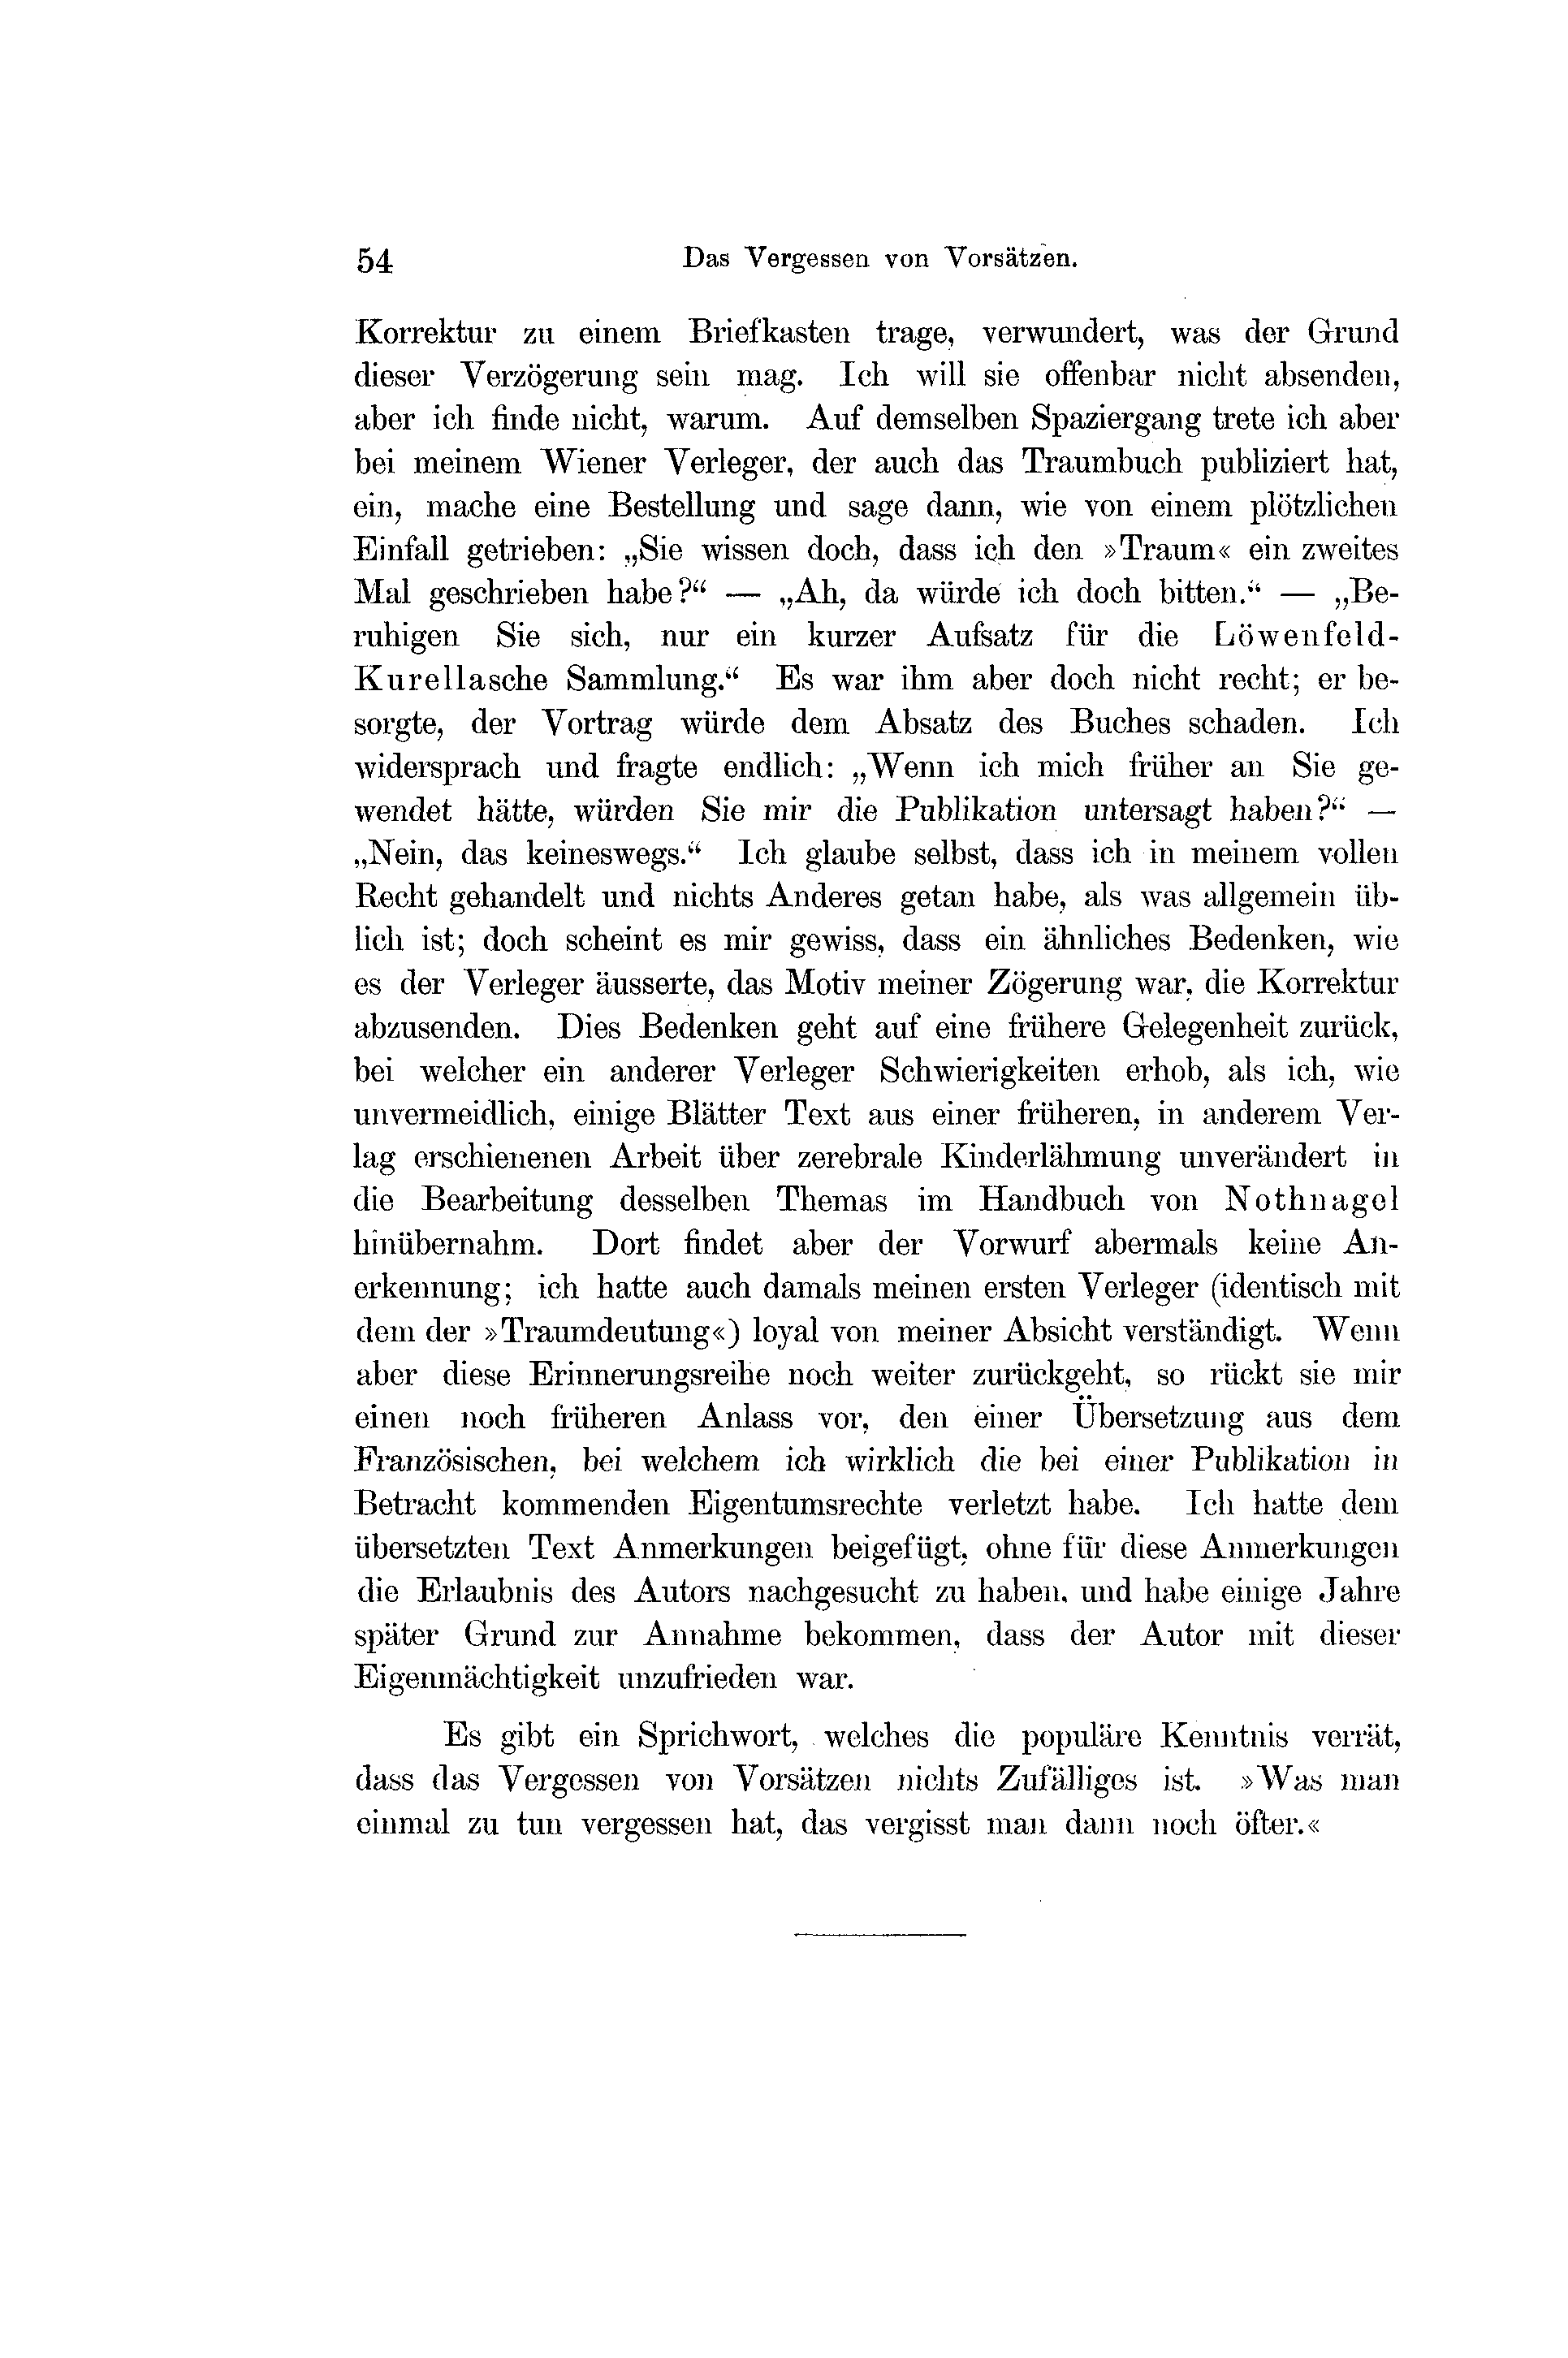 54 Das Vergessen von Vorsätzen.
Korrektur zu einem Briefkasten trage, verwundert, was der Grund
dieser Verzögerung sein mag. Ich will sie offenbar nicht absenden,
aber ich finde nicht, warum. Auf demselben Spaziergang trete ich aber
bei meinem Wiener Verleger, der auch das Traumbuch publiziert hat,
ein, mache eine Bestellung und sage dann, wie von einem plötzlichen
Einfall getrieben: „Sie wissen doch, dass ich den »Traum« ein zweites
Mal geschrieben habe?“ — „Ah, da würde ich doch bitten.“ — „Be-
ruhigen Sie sich, nur ein kurzer Aufsatz für die Löwenfeld-
Kurellasche Sammlung.“ Es war ihm aber doch nicht recht; er be-
sorgte, der Vortrag würde dem Absatz des Buches schaden. Ich
widersprach und fragte endlich: „Wenn ich mich früher an Sie ge-
wendet hätte, würden Sie mir die Publikation untersagt haben?“ —
„Nein, das keineswegs.“ Ich glaube selbst, dass ich in meinem vollen
Recht gehandelt und nichts Anderes getan habe, als was allgemein üb-
lich ist; doch scheint es mir gewiss, dass ein ähnliches Bedenken, wie
es der Verleger äusserte, das Motiv meiner Zögerung war, die Korrektur
abzusenden. Dies Bedenken geht auf eine frühere Gelegenheit zurück,
bei welcher ein anderer Verleger Schwierigkeiten erhob, als ich, wie
unvermeidlich, einige Blätter Text aus einer früheren, in anderem Ver-
lag erschienenen Arbeit über zerebrale Kinderlähmung unverändert in
die Bearbeitung desselben Themas im Handbuch von Nothnagel
hinübernahm. Dort findet aber der Vorwurf abermals keine An-
erkennung; ich hatte auch damals meinen ersten Verleger (identisch mit
dem der »Traumdeutung«) loyal von meiner Absicht verständigt. Wenn
aber diese Erinnerungsreihe noch weiter zurückgeht, so rückt sie mir
einen noch früheren Anlass vor, den einer Übersetzung aus dem
Französischen, bei welchem ich wirklich die bei einer Publikation in
Betracht kommenden Eigentumsrechte verletzt habe. Ich hatte dem
übersetzten Text Anmerkungen beigefügt, ohne für diese Anmerkungen
die Erlaubnis des Autors nachgesucht zu haben, und habe einige Jahre
später Grund zur Annahme bekommen, dass der Autor mit dieser
Eigenmächtigkeit unzufrieden war.
Es gibt ein Sprichwort, welches die populäre Kenntnis verrät,
dass das Vergessen von Vorsätzen nichts Zufälliges ist. »Was man
einmal zu tun vergessen hat, das vergisst man dann noch öfter.«